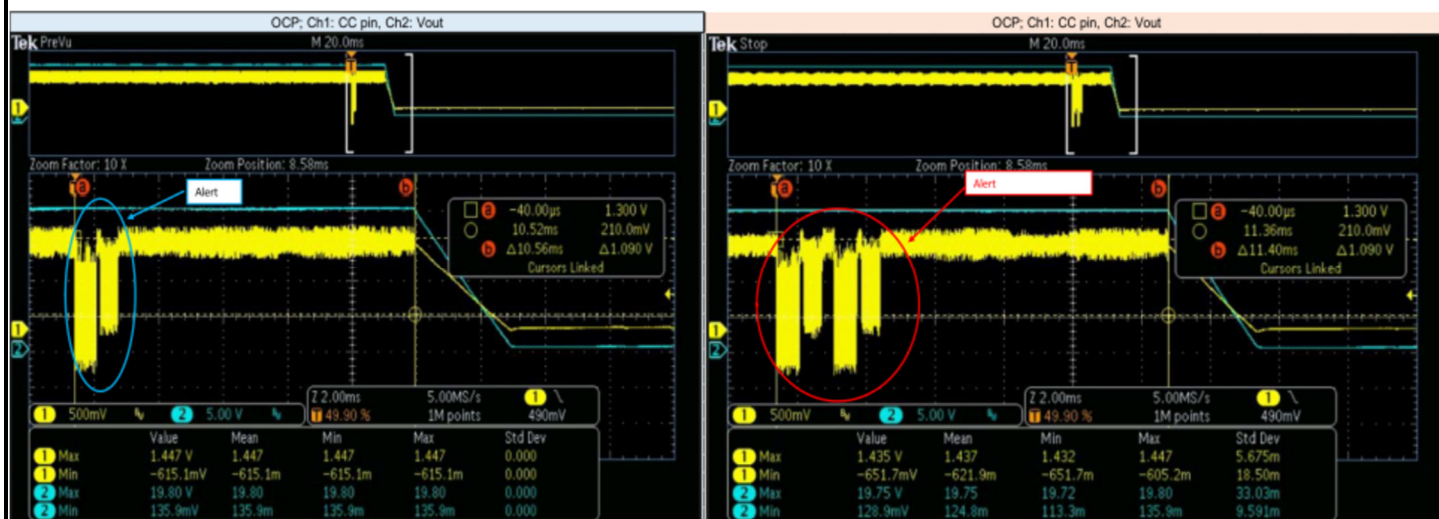 OCP; Ch1: CC pin, Ch2: Vout
Tek PreVu
M 20.0ms
T
1
Zoom Factor: 10 X
Zoom Position: 8.58ms
a
Alert
b
a -40.00µs 1.300 V
10.52ms 210.0mV
b Δ10.56ms Δ1.090 V
Cursors Linked
1
2
Z 2.00ms 5.00MS/s 1 \
1 500mV 2 5.00 V T 49.90 % 1M points 490mV
Value Mean Min Max Std Dev
1 Max 1.447 V 1.447 1.447 1.447 0.000
1 Min -615.1mV -615.1m -615.1m -615.1m 0.000
2 Max 19.80 V 19.80 19.80 19.80 0.000
2 Min 135.9mV 135.9m 135.9m 135.9m 0.000
OCP; Ch1: CC pin, Ch2: Vout
Tek Stop
M 20.0ms
T
1
Zoom Factor: 10 X
Zoom Position: 8.58ms
a
Alert
b
a -40.00µs 1.300 V
11.36ms 210.0mV
b Δ11.40ms Δ1.090 V
Cursors Linked
1
2
Z 2.00ms 5.00MS/s 1 \
1 500mV 2 5.00 V T 49.90 % 1M points 490mV
Value Mean Min Max Std Dev
1 Max 1.435 V 1.437 1.432 1.447 5.675m
1 Min -651.7mV -621.9m -651.7m -605.2m 18.50m
2 Max 19.75 V 19.75 19.72 19.80 33.03m
2 Min 128.9mV 124.8m 113.3m 135.9m 9.591m